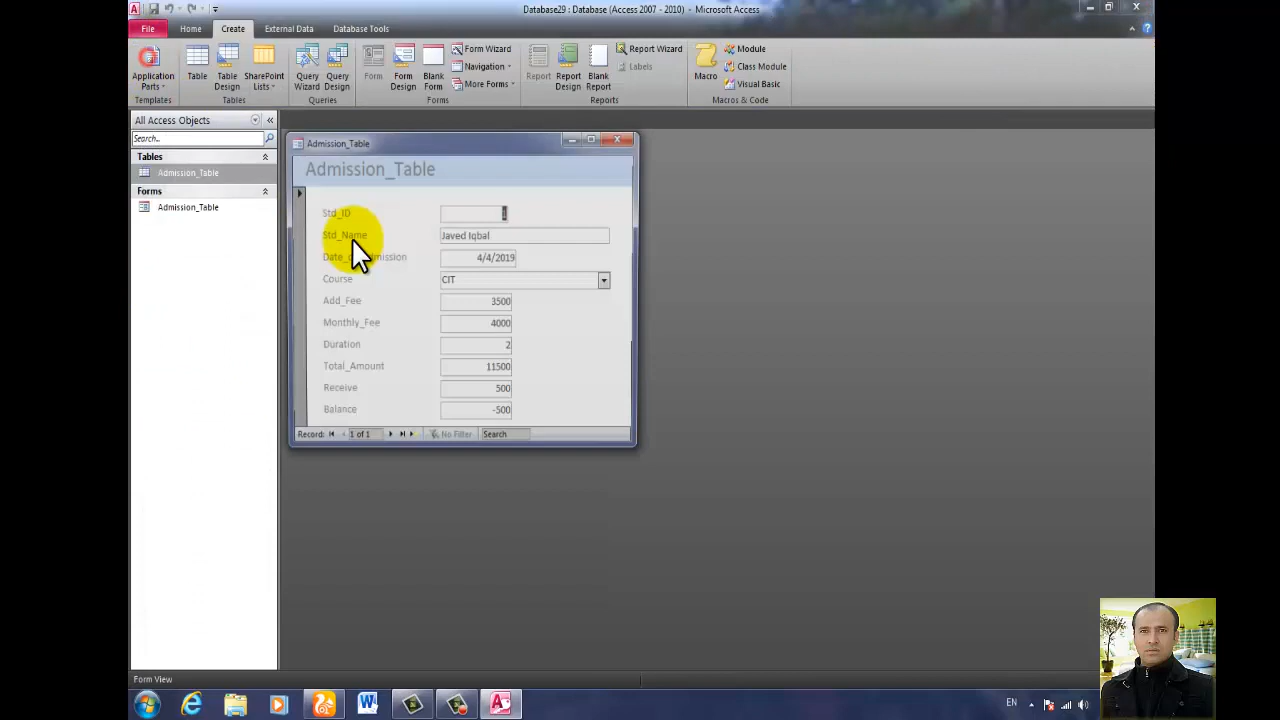 Database29 : Database (Access 2007 - 2010) - Microsoft Access
File Home Create External Data Database Tools
Application Parts
Table
Table Design
SharePoint Lists
Query Wizard
Query Design
Form
Form Design
Blank Form
Form Wizard
Navigation
More Forms
Report
Report Design
Blank Report
Report Wizard
Labels
Macro
Module
Class Module
Visual Basic
Templates Tables Queries Forms Reports Macros & Code
All Access Objects
Search...
Tables
Admission_Table
Forms
Admission_Table
Admission_Table
Admission_Table
Std_ID 1
Std_Name Javed Iqbal
4/4/2019
Course CIT
Add_Fee 3500
Monthly_Fee 4000
Duration 2
Total_Amount 11500
Receive 500
Balance -500
Record: 1 of 1 No Filter Search
Form View
EN